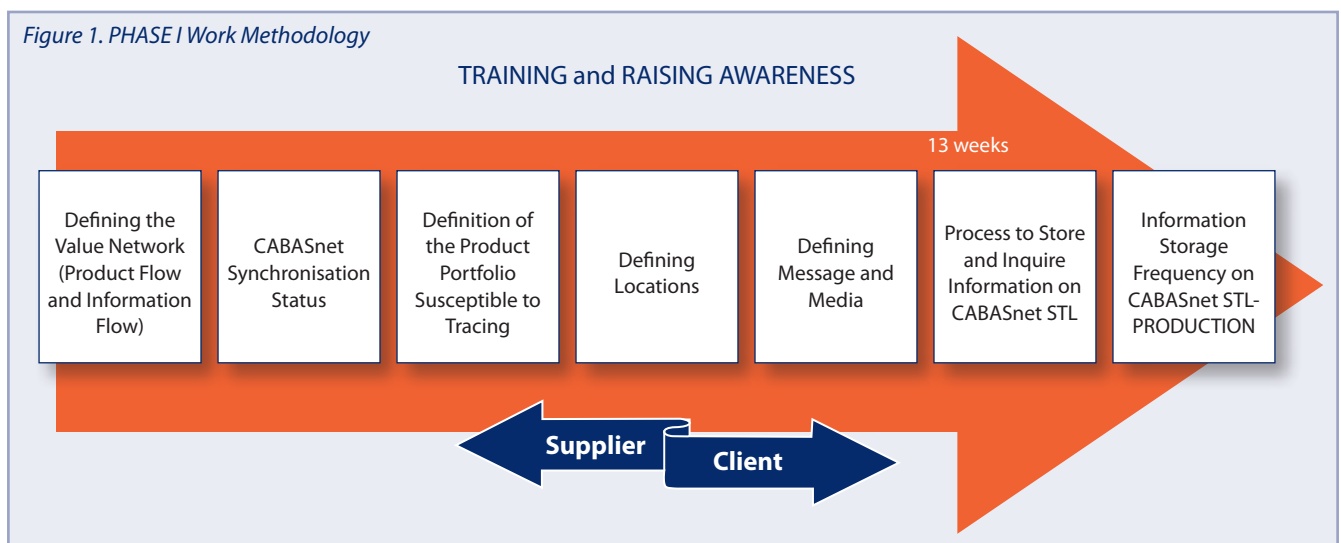 Figure 1. PHASE I Work Methodology
TRAINING and RAISING AWARENESS
13 weeks
Defining the
Value Network
(Product Flow
and Information
Flow)
CABASnet
Synchronisation
Status
Definition of
the Product
Portfolio
Susceptible to
Tracing
Defining
Locations
Defining
Message and
Media
Process to Store
and Inquire
Information on
CABASnet STL
Information
Storage
Frequency on
CABASnet STL-
PRODUCTION
Supplier
Client